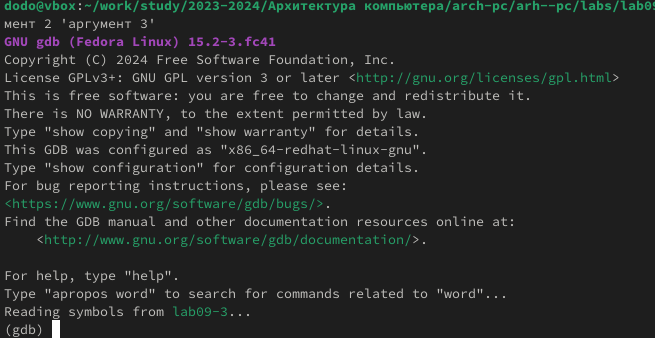 dodo@vbox:~/work/study/2023-2024/Архитектура компьютера/arch-pc/arh--pc/labs/lab09
мент 2 'аргумент 3'
GNU gdb (Fedora Linux) 15.2-3.fc41
Copyright (C) 2024 Free Software Foundation, Inc.
License GPLv3+: GNU GPL version 3 or later <http://gnu.org/licenses/gpl.html>
This is free software: you are free to change and redistribute it.
There is NO WARRANTY, to the extent permitted by law.
Type "show copying" and "show warranty" for details.
This GDB was configured as "x86_64-redhat-linux-gnu".
Type "show configuration" for configuration details.
For bug reporting instructions, please see:
<https://www.gnu.org/software/gdb/bugs/>.
Find the GDB manual and other documentation resources online at:
    <http://www.gnu.org/software/gdb/documentation/>.

For help, type "help".
Type "apropos word" to search for commands related to "word"...
Reading symbols from lab09-3...
(gdb)